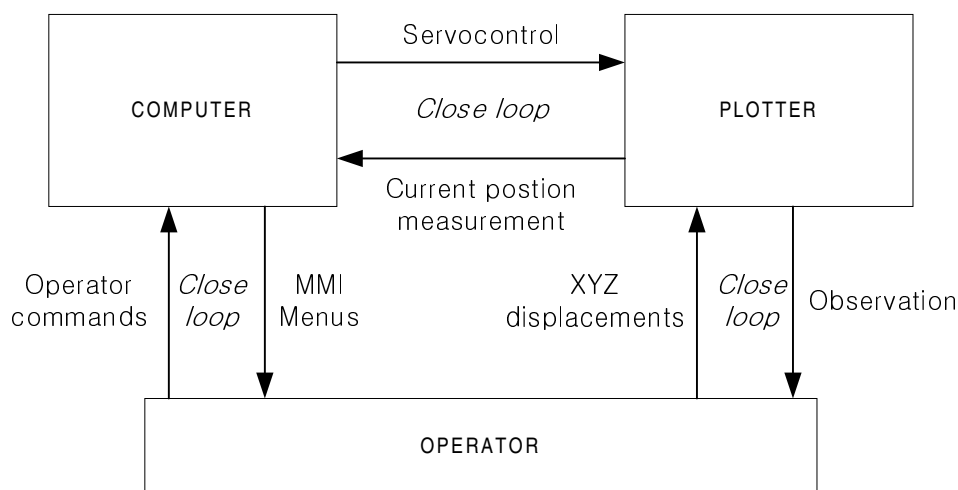 Servocontrol
COMPUTER
Close loop
PLOTTER
Current postion
measurement
Operator
commands
Close
loop
MMI
Menus
XYZ
displacements
Close
loop
Observation
OPERATOR